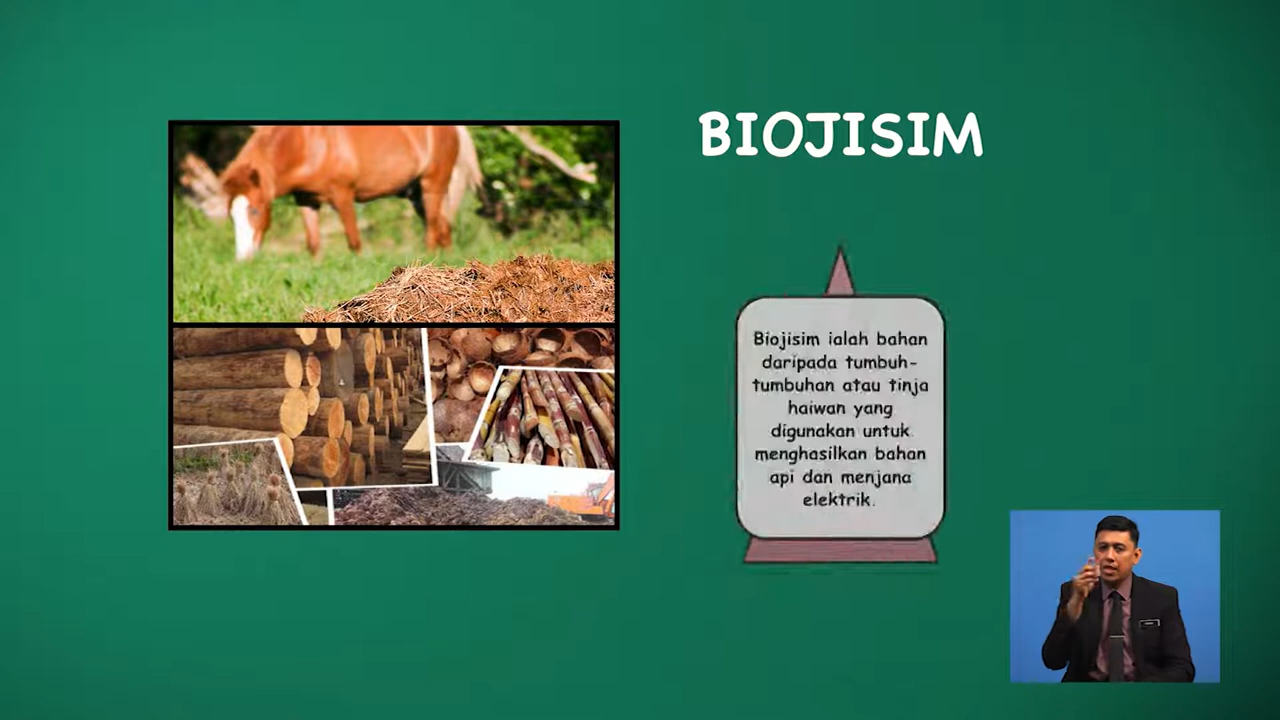 BIOJISIM
Biojisim ialah bahan
daripada tumbuh-
tumbuhan atau tinja
haiwan yang
digunakan untuk
menghasilkan bahan
api dan menjana
elektrik.